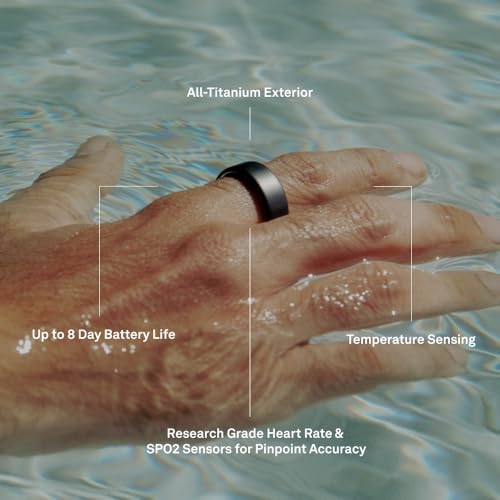 All-Titanium Exterior
Up to 8 Day Battery Life
Temperature Sensing
Research Grade Heart Rate &
SPO2 Sensors for Pinpoint Accuracy